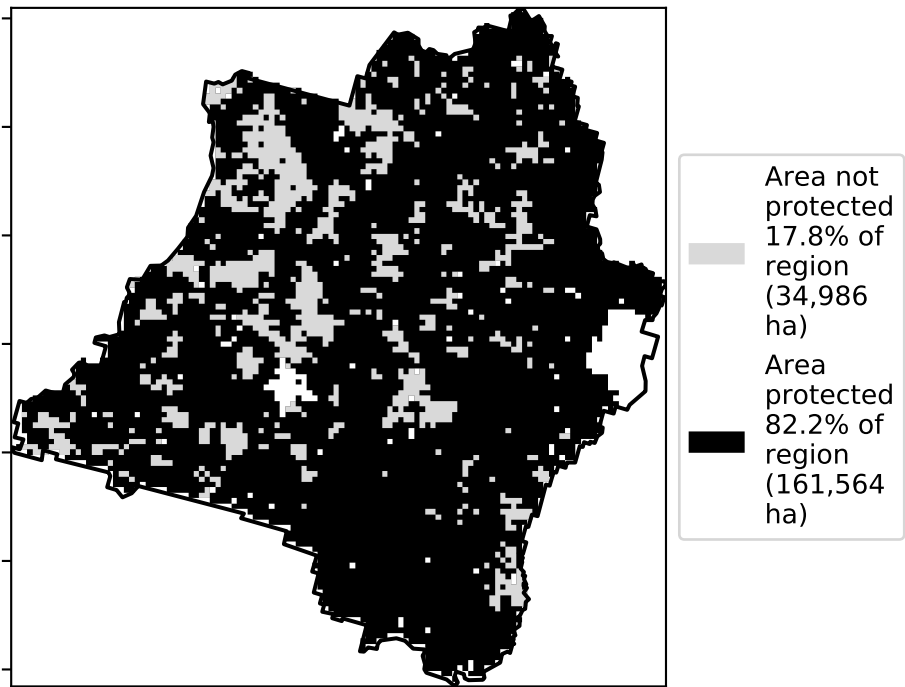 Area not
protected
17.8% of
region
(34,986
ha)
Area
protected
82.2% of
region
(161,564
ha)